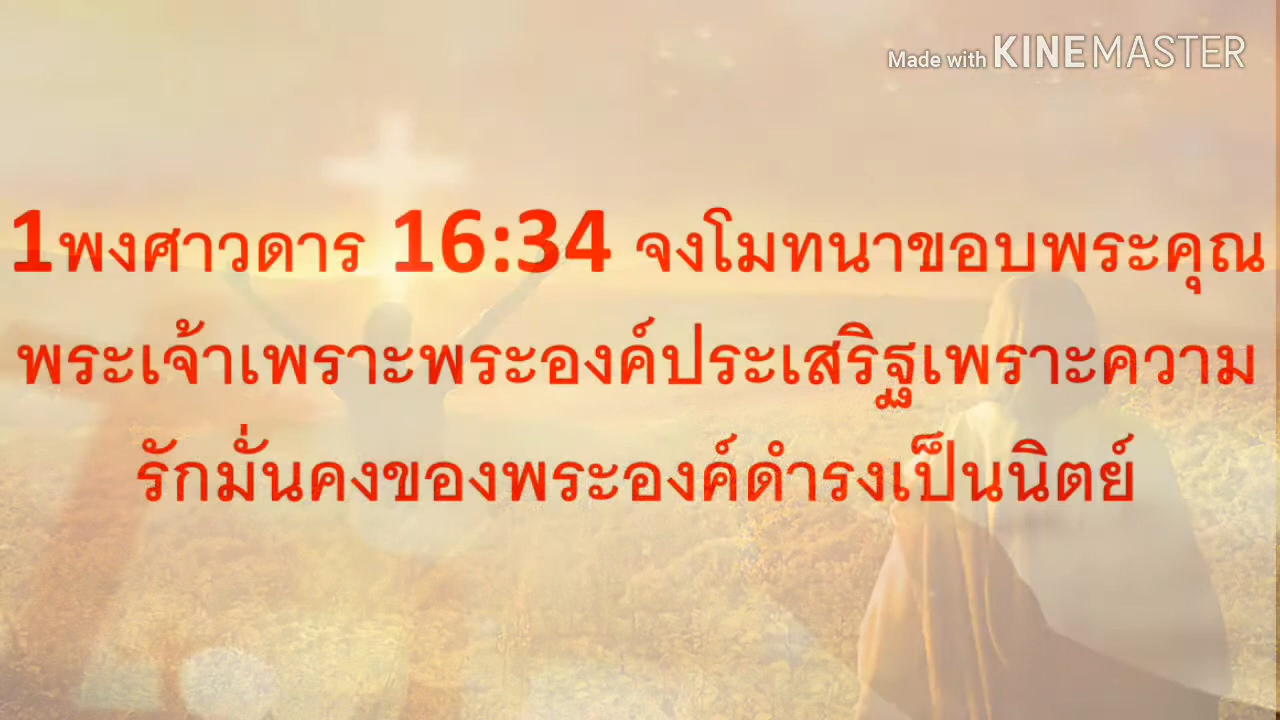 Made with KINEMASTER
1พงศาวดาร 16:34 จงโมทนาขอบพระคุณ
พระเจ้าเพราะพระองค์ประเสริฐเพราะความ
รักมั่นคงของพระองค์ดำรงเป็นนิตย์